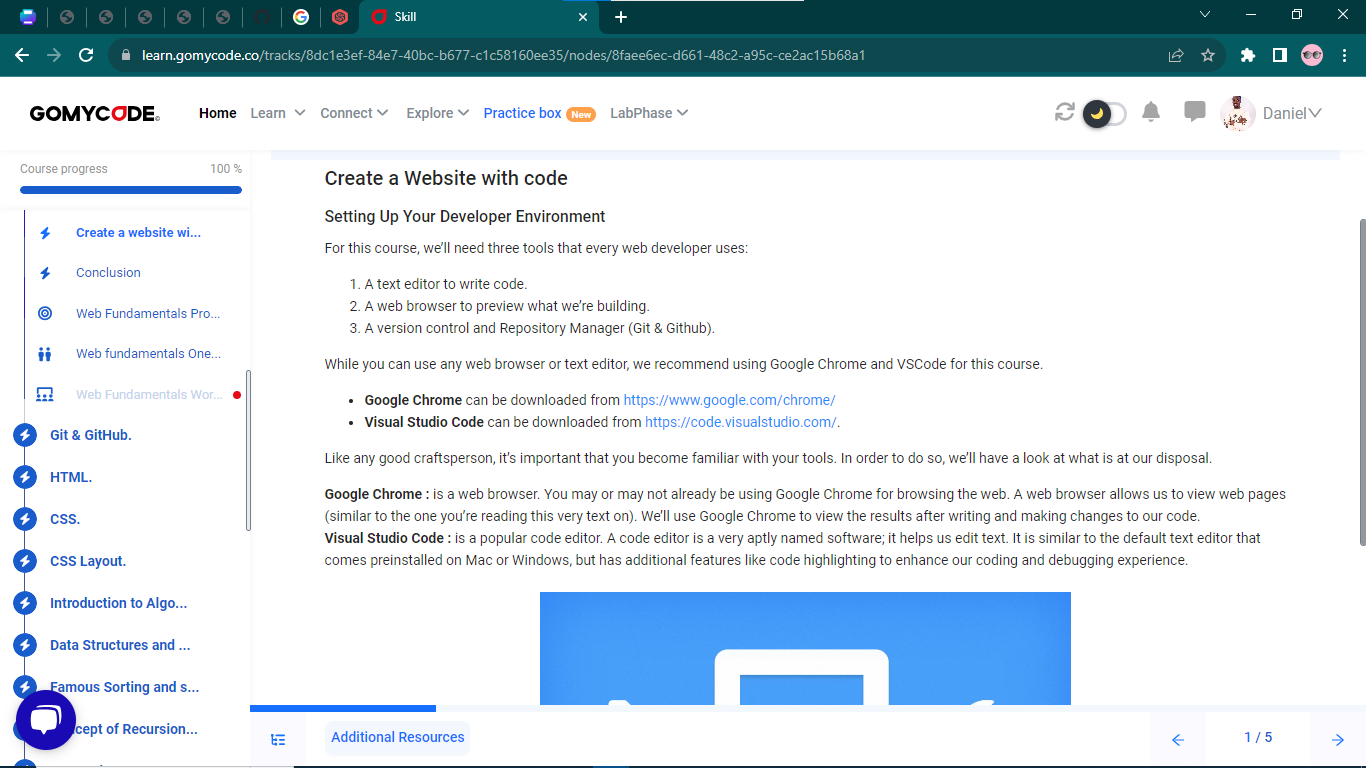 Skill
learn.gomycode.co/tracks/8dc1e3ef-84e7-40bc-b677-c1c58160ee35/nodes/8faee6ec-d661-48c2-a95c-ce2ac15b68a1
GOMYCODE
Home Learn Connect Explore Practice box New LabPhase Daniel
Course progress 100 %
Create a website wi...
Conclusion
Web Fundamentals Pro...
Web fundamentals One...
Web Fundamentals Wor...
Git & GitHub.
HTML.
CSS.
CSS Layout.
Introduction to Algo...
Data Structures and ...
Famous Sorting and s...
cept of Recursion...
Create a Website with code
Setting Up Your Developer Environment
For this course, we’ll need three tools that every web developer uses:
1. A text editor to write code.
2. A web browser to preview what we’re building.
3. A version control and Repository Manager (Git & Github).
While you can use any web browser or text editor, we recommend using Google Chrome and VSCode for this course.
• Google Chrome can be downloaded from https://www.google.com/chrome/
• Visual Studio Code can be downloaded from https://code.visualstudio.com/.
Like any good craftsperson, it’s important that you become familiar with your tools. In order to do so, we’ll have a look at what is at our disposal.
Google Chrome : is a web browser. You may or may not already be using Google Chrome for browsing the web. A web browser allows us to view web pages
(similar to the one you’re reading this very text on). We’ll use Google Chrome to view the results after writing and making changes to our code.
Visual Studio Code : is a popular code editor. A code editor is a very aptly named software; it helps us edit text. It is similar to the default text editor that
comes preinstalled on Mac or Windows, but has additional features like code highlighting to enhance our coding and debugging experience.
Additional Resources
1 / 5